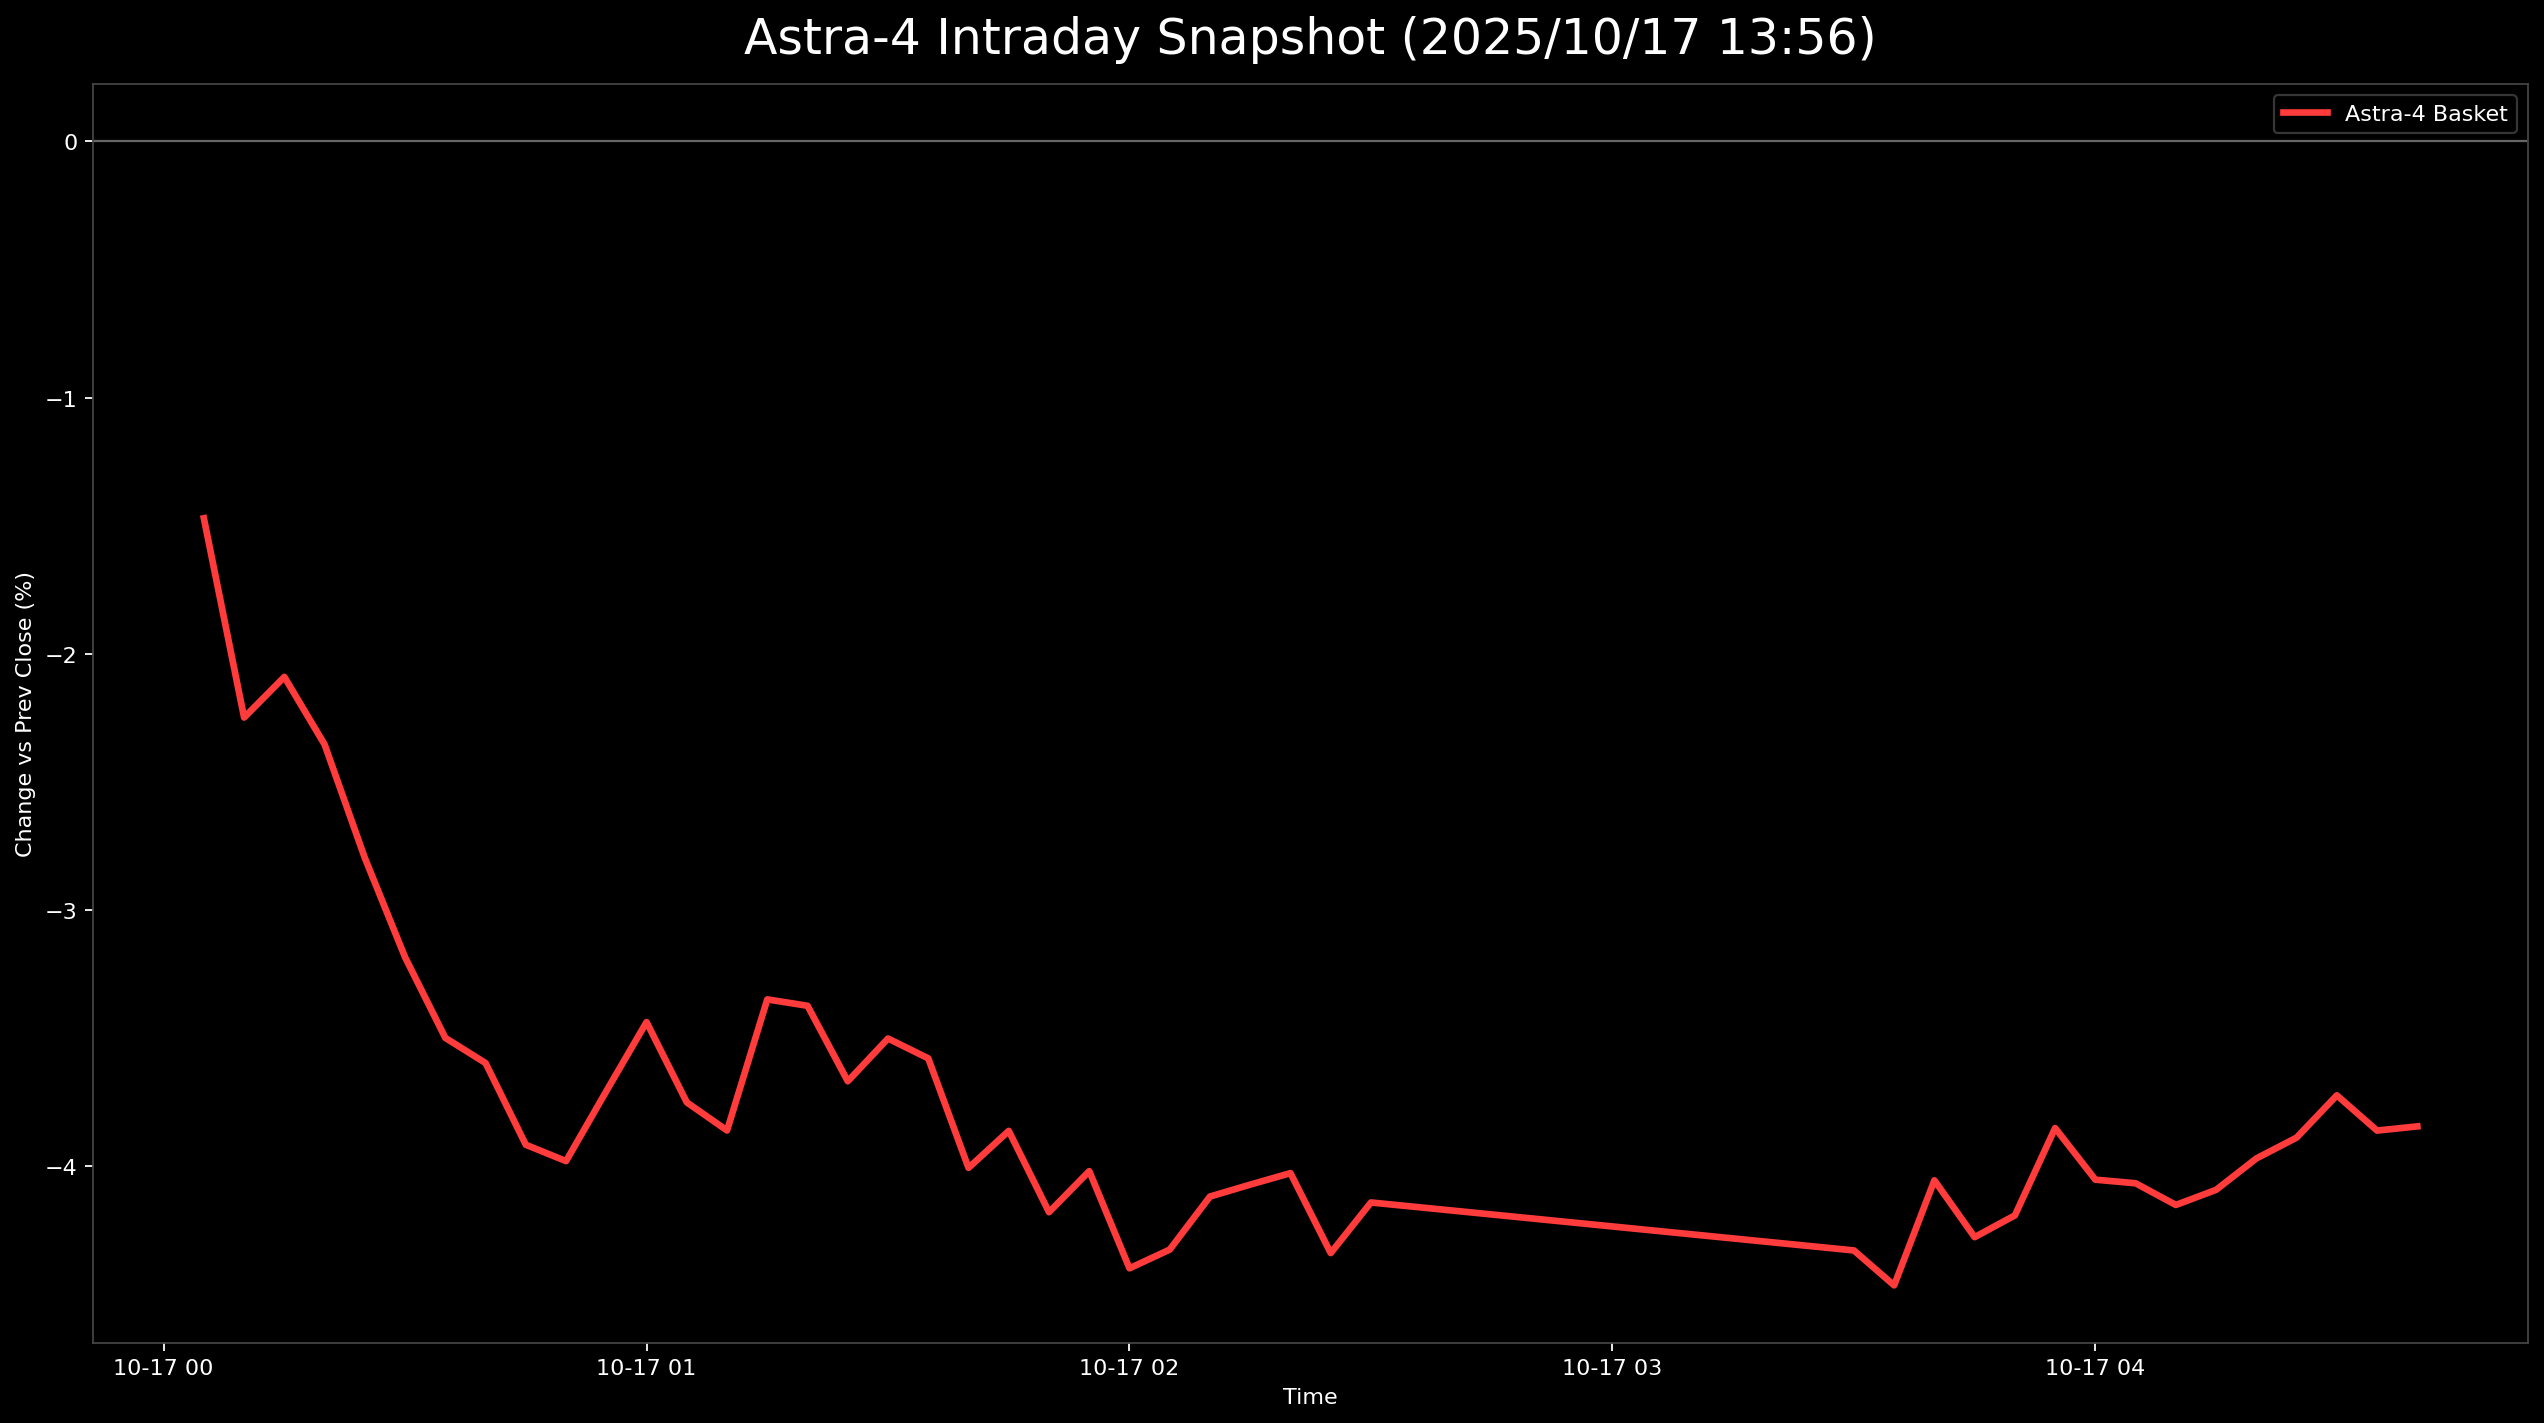 Astra-4 Intraday Snapshot (2025/10/17 13:56)
Astra-4 Basket
Change vs Prev Close (%)
0
−1
−2
−3
−4
10-17 00
10-17 01
10-17 02
10-17 03
10-17 04
Time